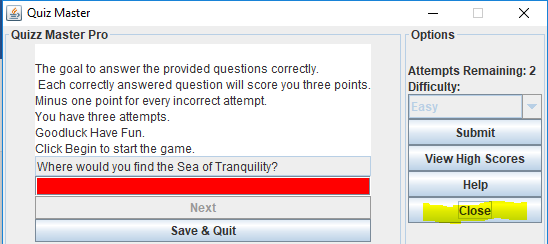 Quiz Master
Quizz Master Pro
The goal to answer the provided questions correctly.
Each correctly answered question will score you three points.
Minus one point for every incorrect attempt.
You have three attempts.
Goodluck Have Fun.
Click Begin to start the game.
Where would you find the Sea of Tranquility?
Next
Save & Quit
Options
Attempts Remaining: 2
Difficulty:
Easy
Submit
View High Scores
Help
Close